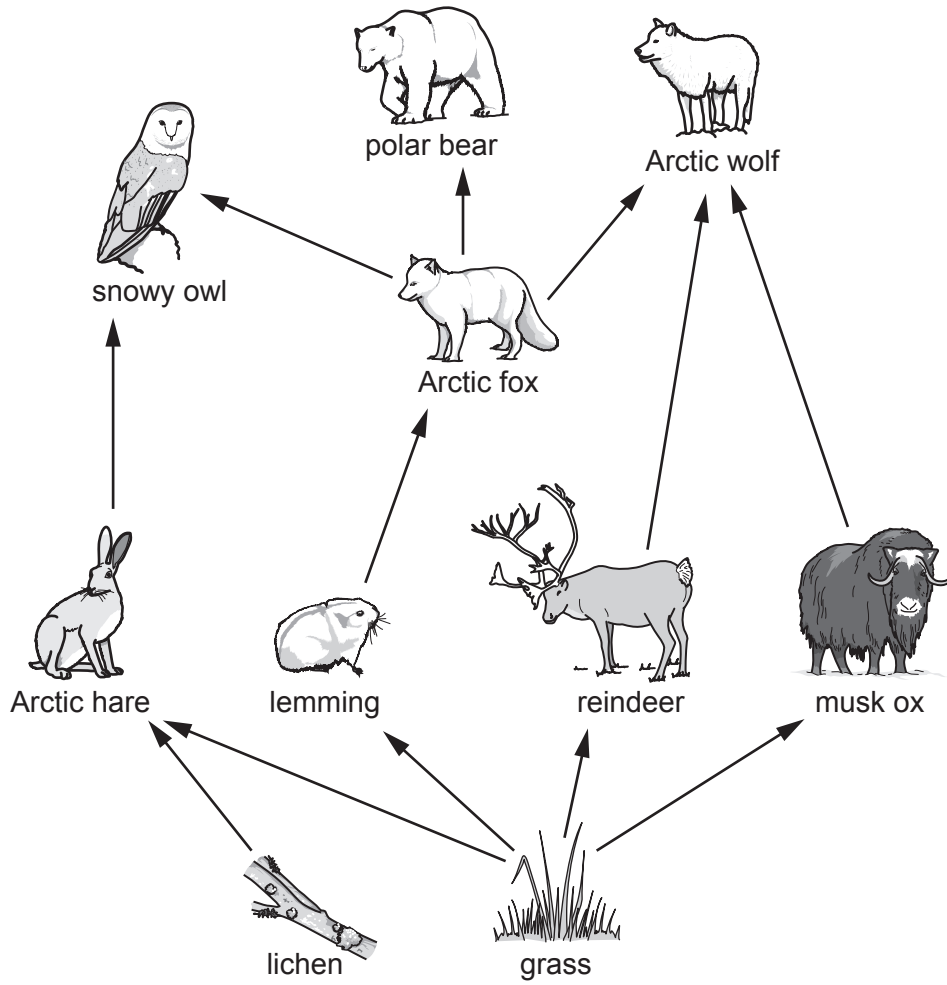 polar bear
Arctic wolf
snowy owl
Arctic fox
Arctic hare
lemming
reindeer
musk ox
lichen
grass